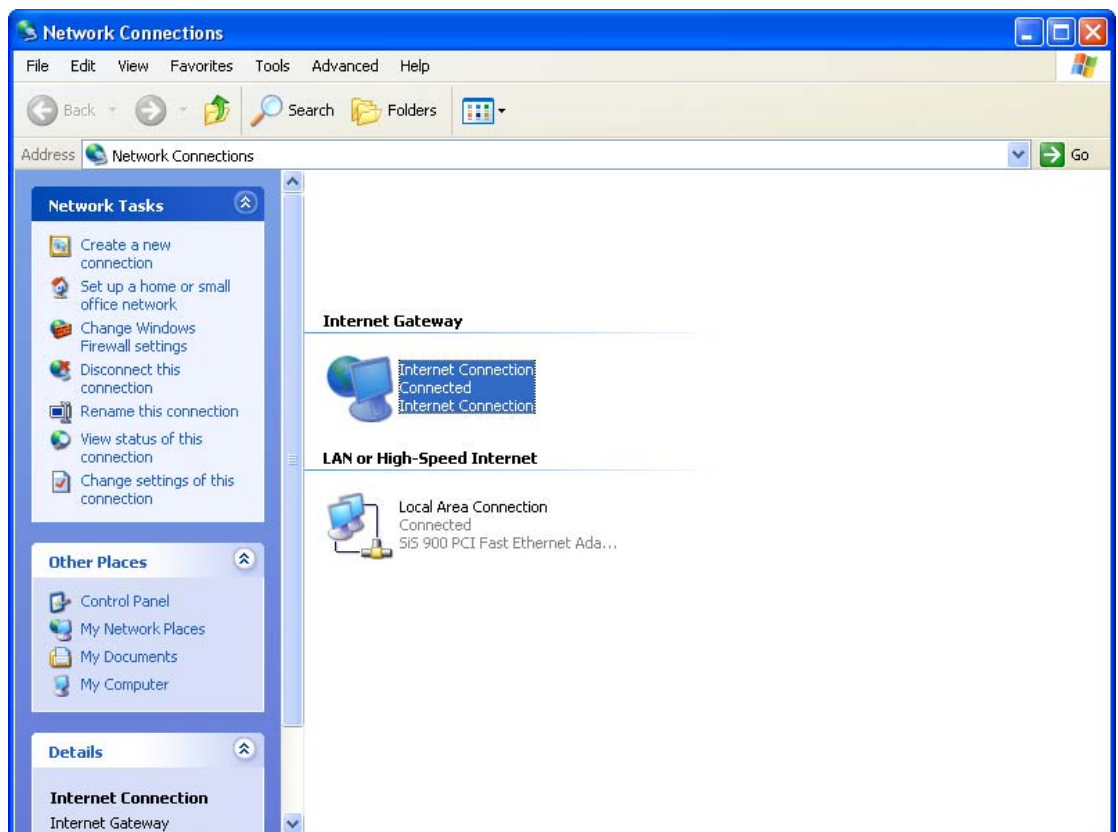 Network Connections
File Edit View Favorites Tools Advanced Help
Back Search Folders
Address Network Connections Go
Network Tasks
Create a new
connection
Set up a home or small
office network
Change Windows
Firewall settings
Disconnect this
connection
Rename this connection
View status of this
connection
Change settings of this
connection
Other Places
Control Panel
My Network Places
My Documents
My Computer
Details
Internet Connection
Internet Gateway
Internet Gateway
Internet Connection
Connected
Internet Connection
LAN or High-Speed Internet
Local Area Connection
Connected
SiS 900 PCI Fast Ethernet Ada...